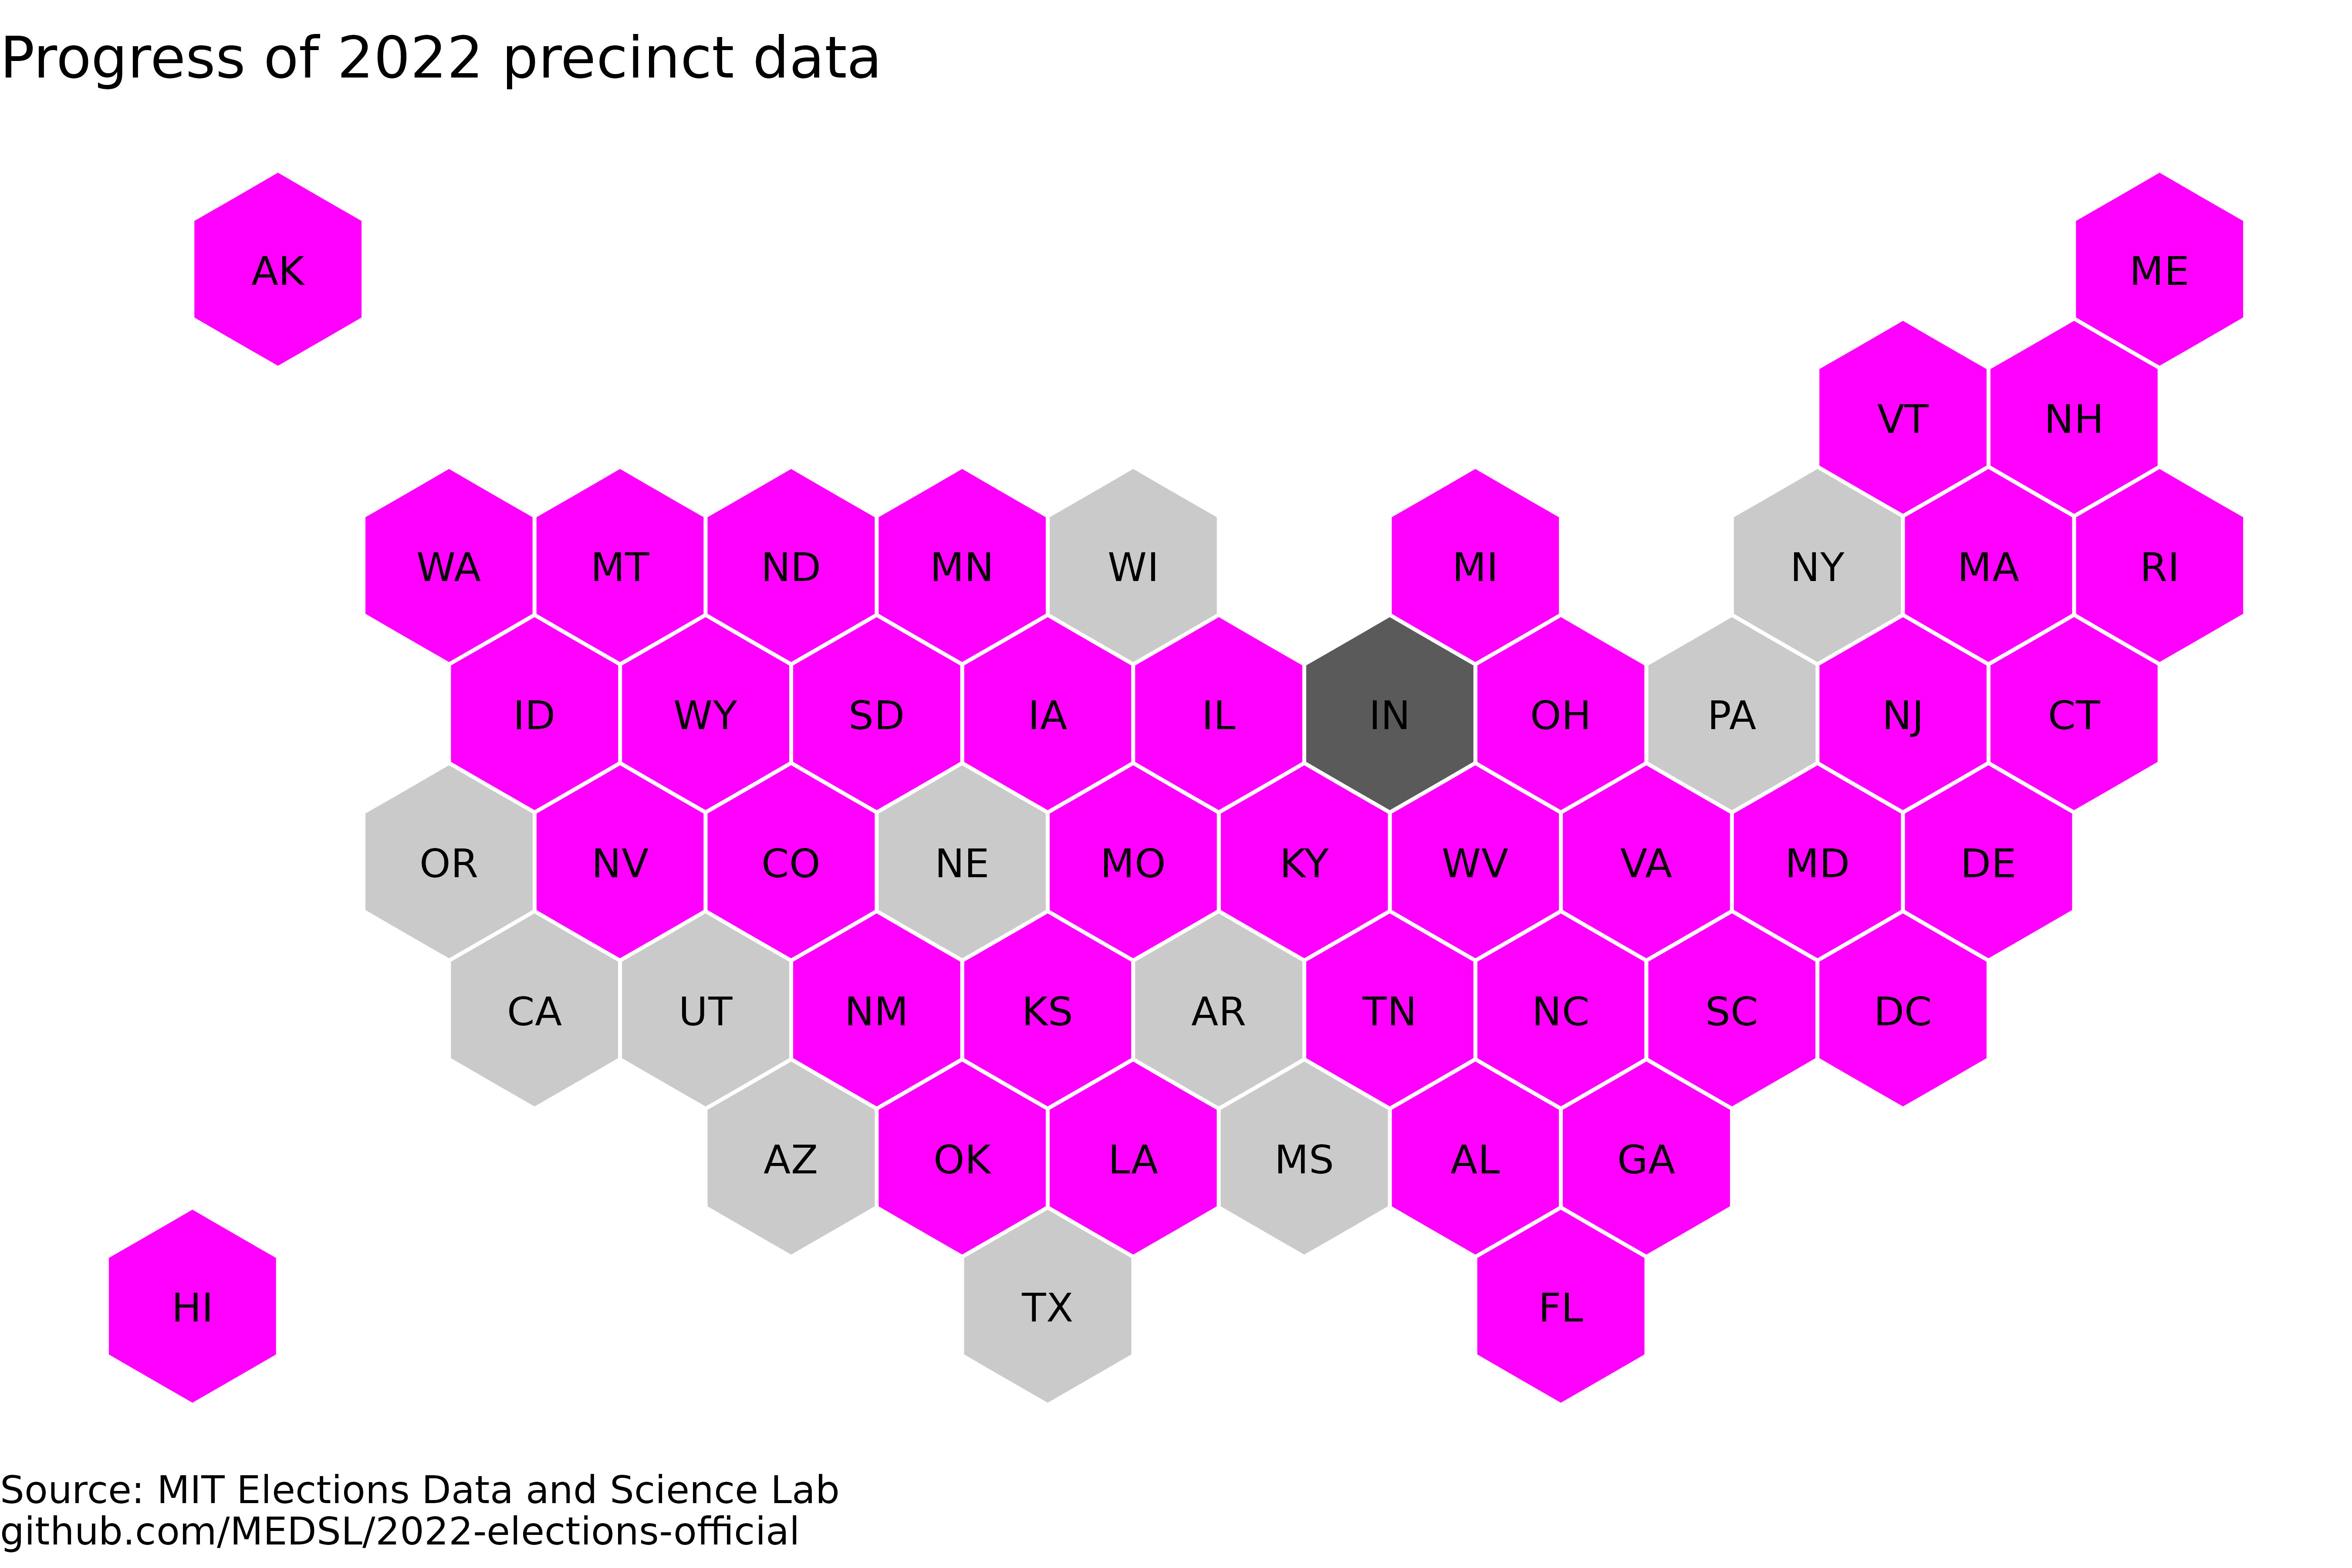 Progress of 2022 precinct data
AK
ME
VT NH
WA MT ND MN WI MI NY MA RI
ID WY SD IA IL IN OH PA NJ CT
OR NV CO NE MO KY WV VA MD DE
CA UT NM KS AR TN NC SC DC
AZ OK LA MS AL GA
HI TX FL
Source: MIT Elections Data and Science Lab
github.com/MEDSL/2022-elections-official